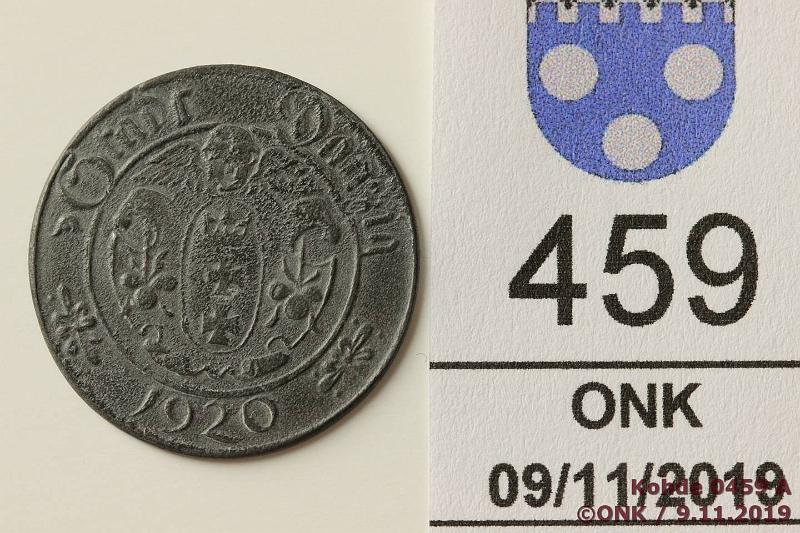 Stadt Danzig
1920
459
ONK
09/11/2019
Kohde 0459 A
©ONK / 9.11.2019